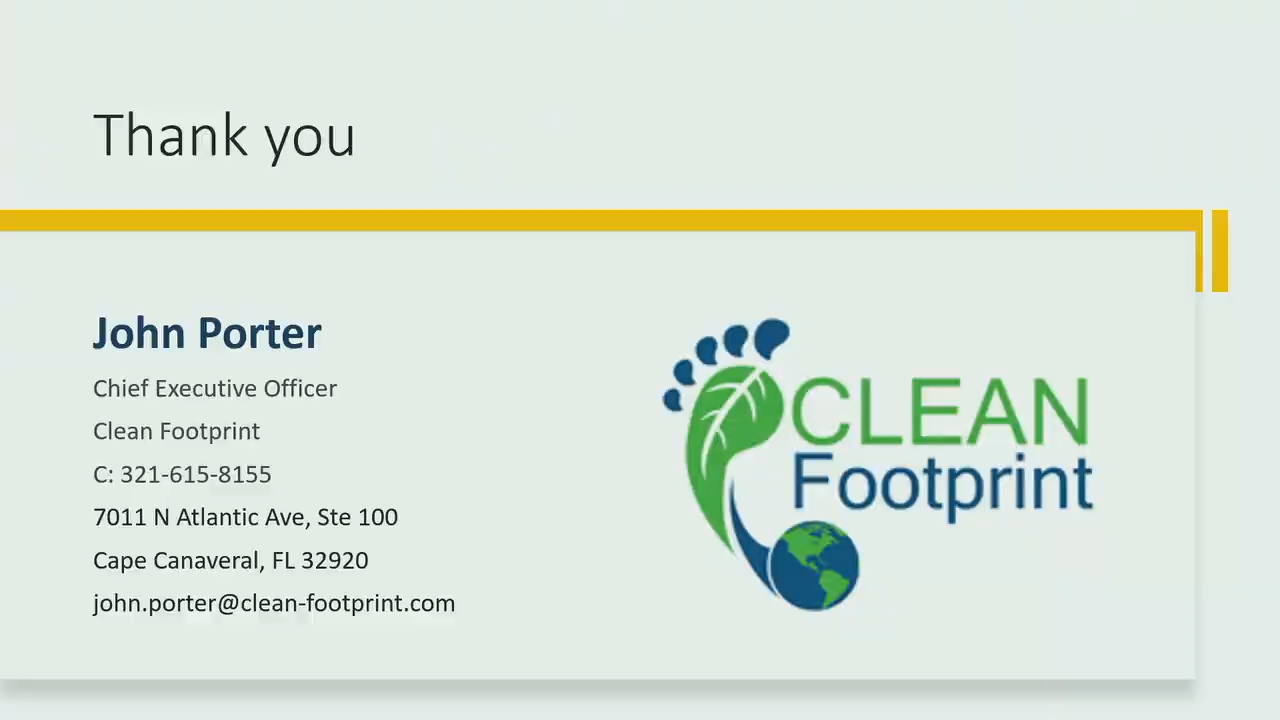 Thank you
John Porter
Chief Executive Officer
Clean Footprint
C: 321-615-8155
7011 N Atlantic Ave, Ste 100
Cape Canaveral, FL 32920
john.porter@clean-footprint.com
CLEAN
Footprint